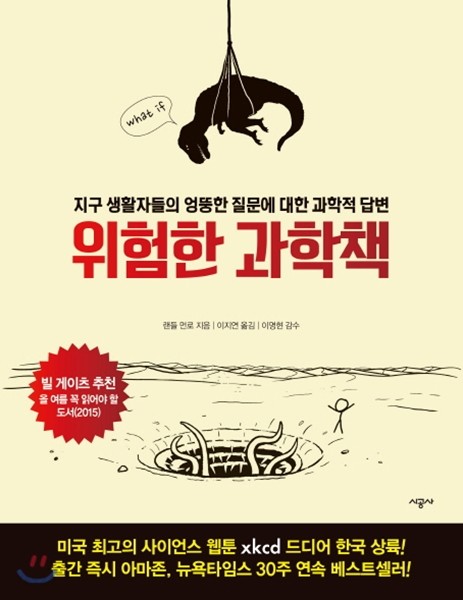 what if
지구 생활자들의 엉뚱한 질문에 대한 과학적 답변
위험한 과학책
랜들 먼로 지음 | 이지연 옮김 | 이명현 감수
빌 게이츠 추천
올 여름 꼭 읽어야 할
도서(2015)
시공사
미국 최고의 사이언스 웹툰 xkcd 드디어 한국 상륙!
출간 즉시 아마존, 뉴욕타임스 30주 연속 베스트셀러!